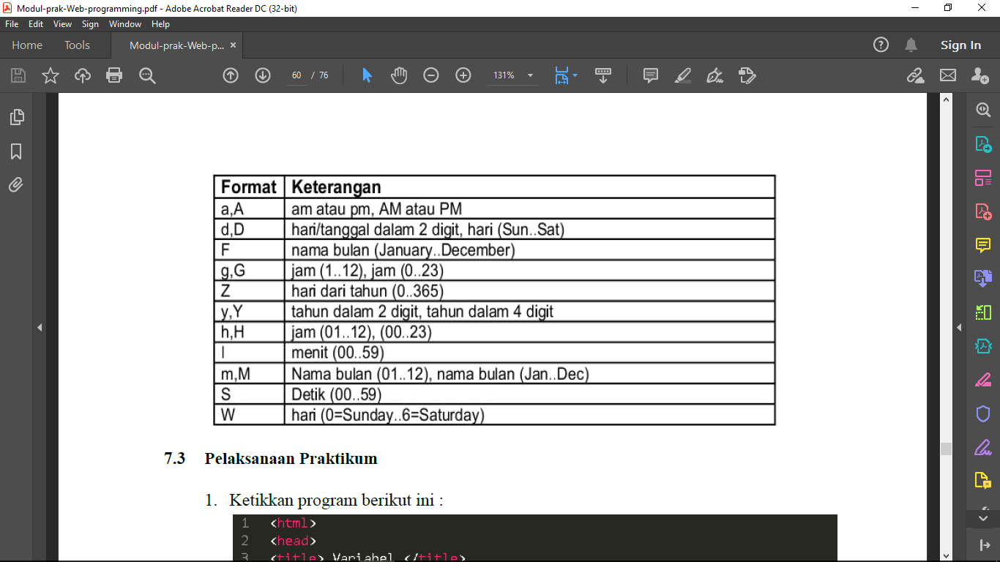 Modul-prak-Web-programming.pdf - Adobe Acrobat Reader DC (32-bit)
File Edit View Sign Window Help
Home Tools Modul-prak-Web-p... × Sign In
60 / 76 131%
Format Keterangan
a,A am atau pm, AM atau PM
d,D hari/tanggal dalam 2 digit, hari (Sun..Sat)
F nama bulan (January..December)
g,G jam (1..12), jam (0..23)
Z hari dari tahun (0..365)
y,Y tahun dalam 2 digit, tahun dalam 4 digit
h,H jam (01..12), (00..23)
I menit (00..59)
m,M Nama bulan (01..12), nama bulan (Jan..Dec)
S Detik (00..59)
W hari (0=Sunday..6=Saturday)
7.3 Pelaksanaan Praktikum
1. Ketikkan program berikut ini :
1 <html>
2 <head>
3 <title> Variabel </title>